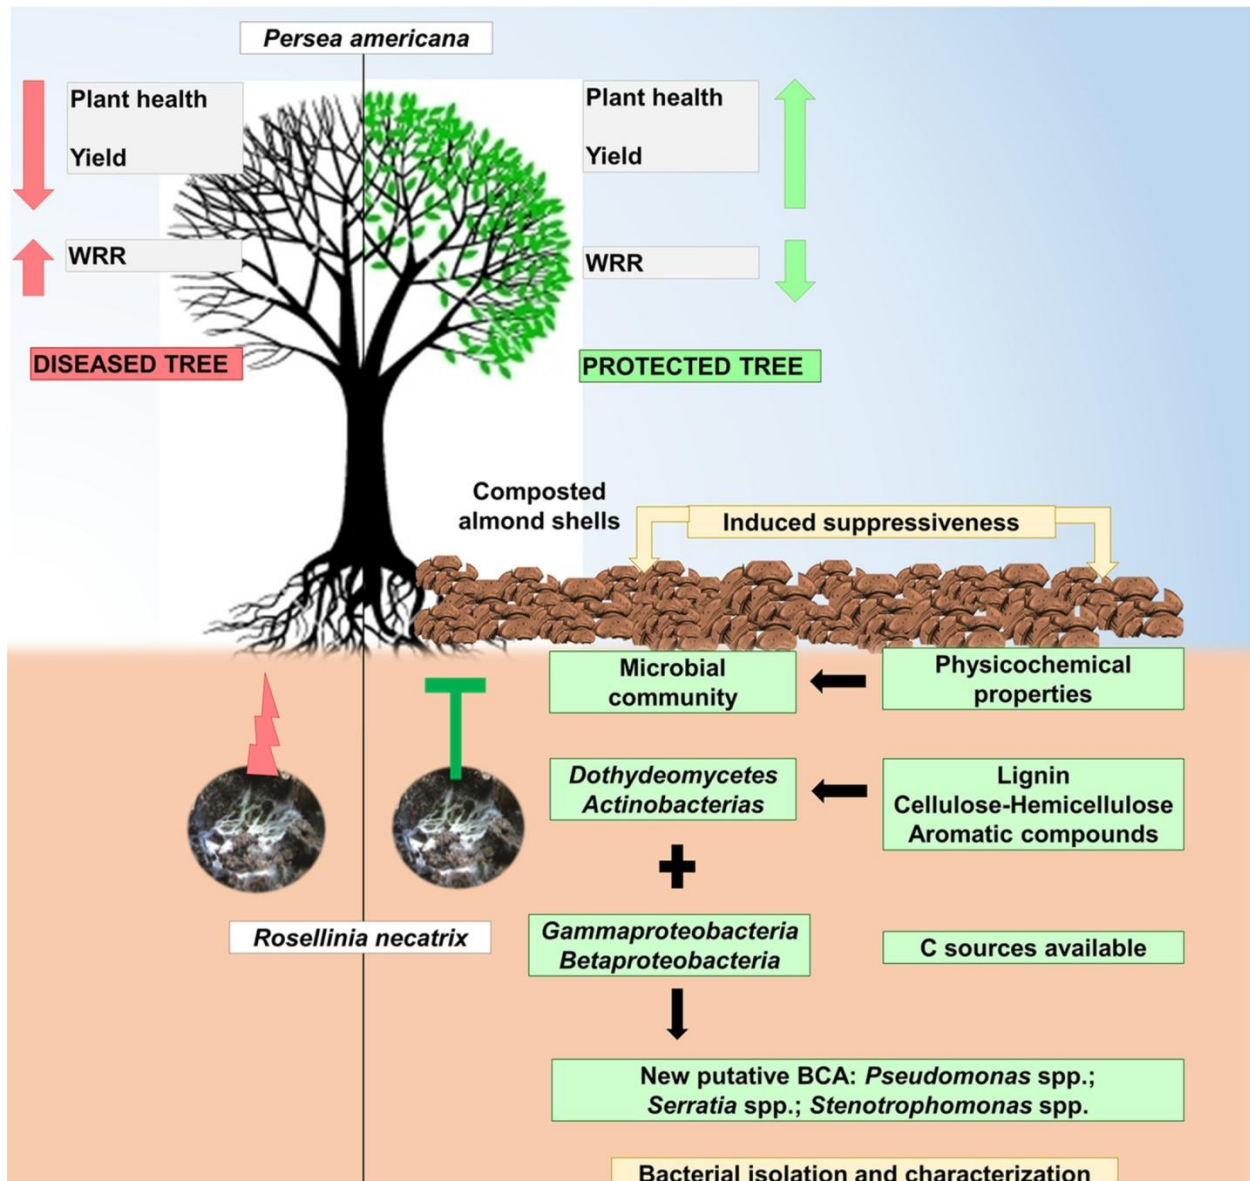 Persea americana
Plant health
Yield
WRR
DISEASED TREE
Plant health
Yield
WRR
PROTECTED TREE
Composted
almond shells
Induced suppressiveness
Microbial
community
Physicochemical
properties
Dothydeomycetes
Actinobacterias
Lignin
Cellulose-Hemicellulose
Aromatic compounds
Rosellinia necatrix
Gammaproteobacteria
Betaproteobacteria
C sources available
New putative BCA: Pseudomonas spp.;
Serratia spp.; Stenotrophomonas spp.
Bacterial isolation and characterization